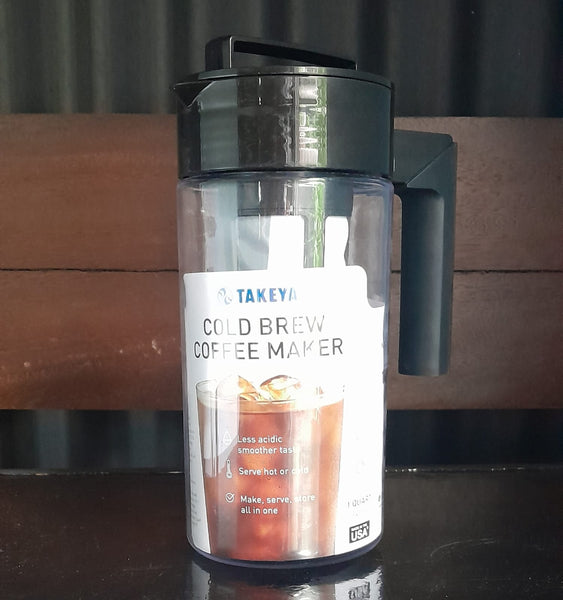 TAKEYA
COLD BREW
COFFEE MAKER
Less acidic
smoother taste
Serve hot or cold
Make, serve, store
all in one
1 QUART
USA